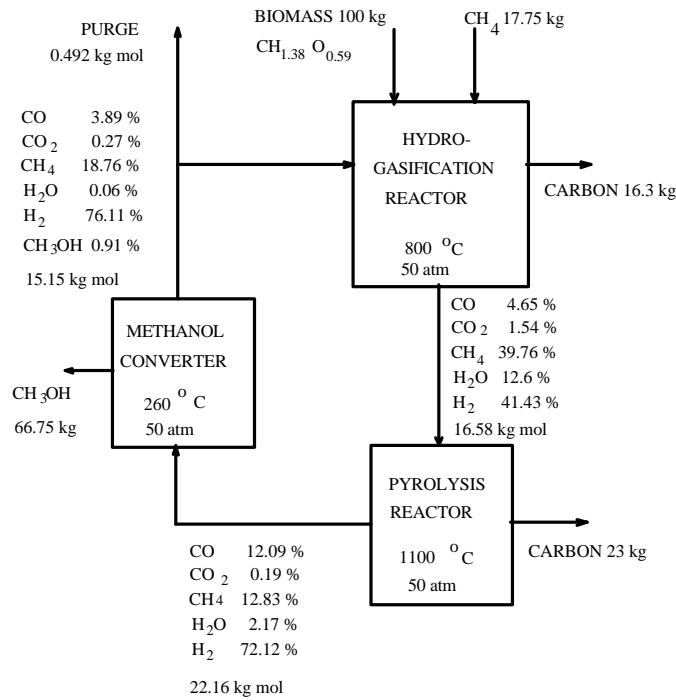 PURGE
0.492 kg mol
BIOMASS 100 kg
CH1.38 O0.59
CH4 17.75 kg
CO 3.89 %
CO2 0.27 %
CH4 18.76 %
H2O 0.06 %
H2 76.11 %
CH3OH 0.91 %
15.15 kg mol
HYDRO-
GASIFICATION
REACTOR
800 °C
50 atm
CARBON 16.3 kg
METHANOL
CONVERTER
260 °C
50 atm
CH3OH
66.75 kg
CO 4.65 %
CO2 1.54 %
CH4 39.76 %
H2O 12.6 %
H2 41.43 %
16.58 kg mol
PYROLYSIS
REACTOR
1100 °C
50 atm
CARBON 23 kg
CO 12.09 %
CO2 0.19 %
CH4 12.83 %
H2O 2.17 %
H2 72.12 %
22.16 kg mol